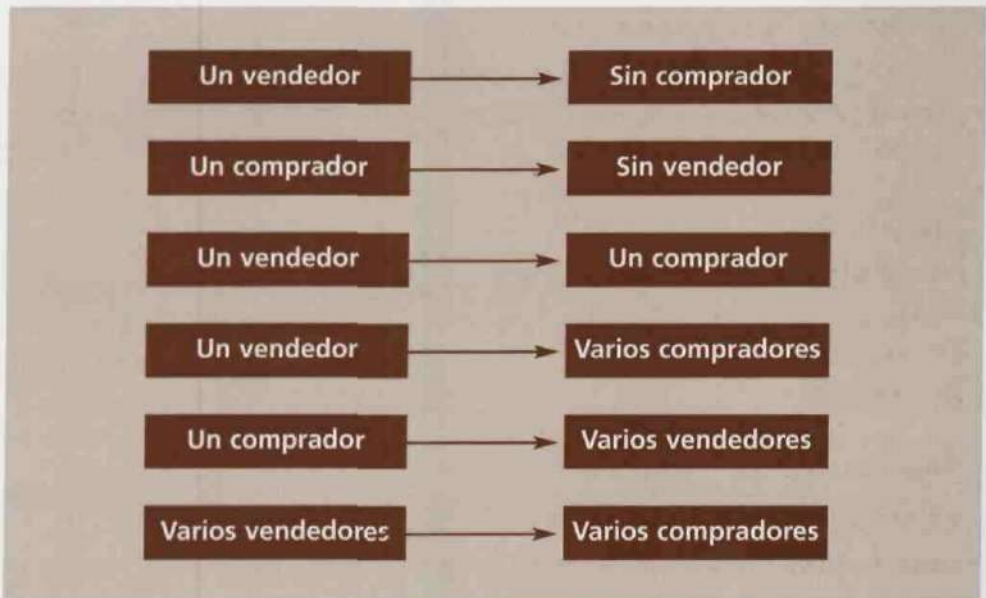 Un vendedor
Sin comprador
Un comprador
Sin vendedor
Un vendedor
Un comprador
Un vendedor
Varios compradores
Un comprador
Varios vendedores
Varios vendedores
Varios compradores